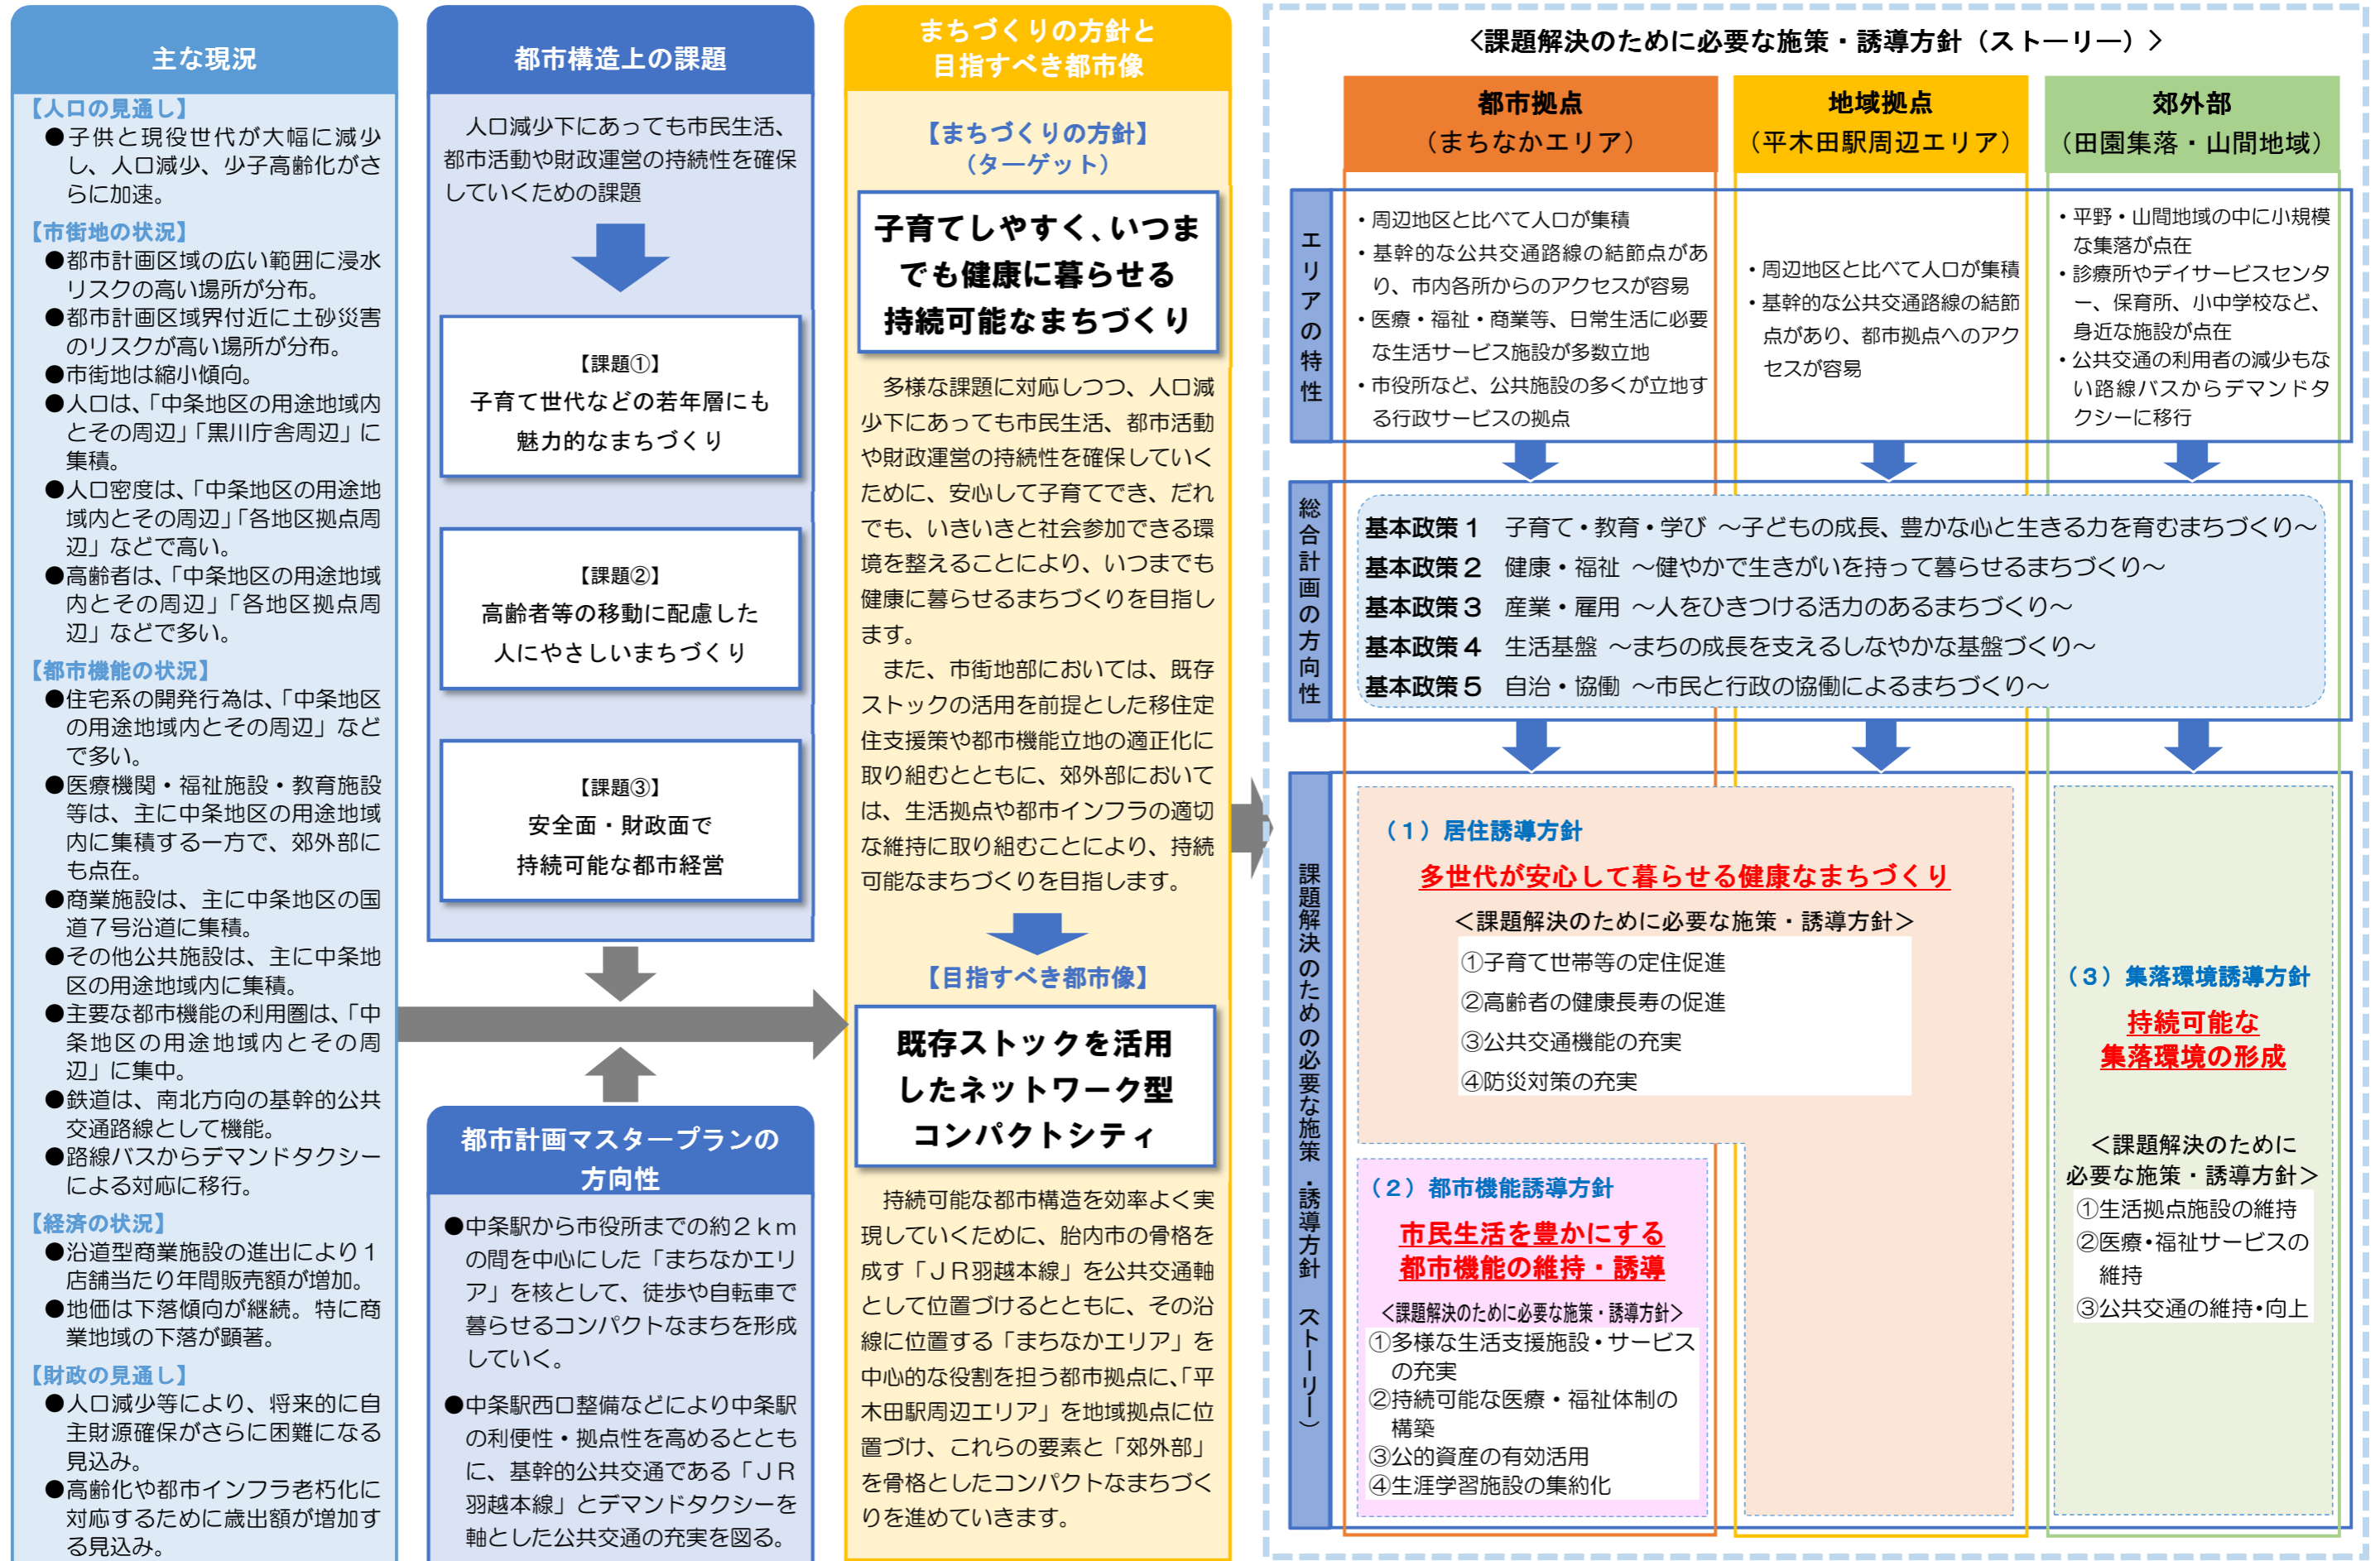 主な現況
【人口の見通し】
●子供と現役世代が大幅に減少
し、人口減少、少子高齢化がさ
らに加速。
【市街地の状況】
●都市計画区域の広い範囲に浸水
リスクの高い場所が分布。
●都市計画区域界付近に土砂災害
のリスクが高い場所が分布。
●市街地は縮小傾向。
●人口は、「中条地区の用途地域内
とその周辺」「黒川庁舎周辺」に
集積。
●人口密度は、「中条地区の用途地
域内とその周辺」「各地区拠点周
辺」などで高い。
●高齢者は、「中条地区の用途地域
内とその周辺」「各地区拠点周
辺」などで多い。
【都市機能の状況】
●住宅系の開発行為は、「中条地区
の用途地域内とその周辺」など
で多い。
●医療機関・福祉施設・教育施設
等は、主に中条地区の用途地域
内に集積する一方で、郊外部に
も点在。
●商業施設は、主に中条地区の国
道7号沿道に集積。
●その他公共施設は、主に中条地
区の用途地域内に集積。
●主要な都市機能の利用圏は、「中
条地区の用途地域内とその周
辺」に集中。
●鉄道は、南北方向の基幹的公共
交通路線として機能。
●路線バスからデマンドタクシー
による対応に移行。
【経済の状況】
●沿道型商業施設の進出により1
店舗当たり年間販売額が増加。
●地価は下落傾向が継続。特に商
業地域の下落が顕著。
【財政の見通し】
●人口減少等により、将来的に自
主財源確保がさらに困難になる
見込み。
●高齢化や都市インフラ老朽化に
対応するために歳出額が増加す
る見込み。
都市構造上の課題
人口減少下にあっても市民生活、
都市活動や財政運営の持続性を確保
していくための課題
【課題①】
子育て世代などの若年層にも
魅力的なまちづくり
【課題②】
高齢者等の移動に配慮した
人にやさしいまちづくり
【課題③】
安全面・財政面で
持続可能な都市経営
都市計画マスタープランの
方向性
●中条駅から市役所までの約2km
の間を中心にした「まちなかエリ
ア」を核として、徒歩や自転車で
暮らせるコンパクトなまちを形成
していく。
●中条駅西口整備などにより中条駅
の利便性・拠点性を高めるととも
に、基幹的公共交通である「JR
羽越本線」とデマンドタクシーを
軸とした公共交通の充実を図る。
まちづくりの方針と
目指すべき都市像
【まちづくりの方針】
（ターゲット）
子育てしやすく、いつま
でも健康に暮らせる
持続可能なまちづくり
多様な課題に対応しつつ、人口減
少下にあっても市民生活、都市活動
や財政運営の持続性を確保していく
ために、安心して子育てでき、だれ
でも、いきいきと社会参加できる環
境を整えることにより、いつまでも
健康に暮らせるまちづくりを目指し
ます。
また、市街地部においては、既存
ストックの活用を前提とした移住定
住支援策や都市機能立地の適正化に
取り組むとともに、郊外部において
は、生活拠点や都市インフラの適切
な維持に取り組むことにより、持続
可能なまちづくりを目指します。
【目指すべき都市像】
既存ストックを活用
したネットワーク型
コンパクトシティ
持続可能な都市構造を効率よく実
現していくために、胎内市の骨格を
成す「JR羽越本線」を公共交通軸
として位置づけるとともに、その沿
線に位置する「まちなかエリア」を
中心的な役割を担う都市拠点に、「平
木田駅周辺エリア」を地域拠点に位
置づけ、これらの要素と「郊外部」
を骨格としたコンパクトなまちづく
りを進めていきます。
＜課題解決のために必要な施策・誘導方針（ストーリー）＞
都市拠点
（まちなかエリア）
地域拠点
（平木田駅周辺エリア）
郊外部
（田園集落・山間地域）
エリアの特性
・周辺地区と比べて人口が集積
・基幹的な公共交通路線の結節点があ
り、市内各所からのアクセスが容易
・医療・福祉・商業等、日常生活に必要
な生活サービス施設が多数立地
・市役所など、公共施設の多くが立地す
る行政サービスの拠点
・周辺地区と比べて人口が集積
・基幹的な公共交通路線の結節
点があり、都市拠点へのアク
セスが容易
・平野・山間地域の中に小規模
な集落が点在
・診療所やデイサービスセンタ
ー、保育所、小中学校など、
身近な施設が点在
・公共交通の利用者の減少もな
い路線バスからデマンドタ
クシーに移行
総合計画の方向性
基本政策1 子育て・教育・学び ～子どもの成長、豊かな心と生きる力を育むまちづくり～
基本政策2 健康・福祉 ～健やかで生きがいを持って暮らせるまちづくり～
基本政策3 産業・雇用 ～人をひきつける活力のあるまちづくり～
基本政策4 生活基盤 ～まちの成長を支えるしなやかな基盤づくり～
基本政策5 自治・協働 ～市民と行政の協働によるまちづくり～
課題解決のための必要な施策・誘導方針 ストーリー）
（1）居住誘導方針
多世代が安心して暮らせる健康なまちづくり
＜課題解決のために必要な施策・誘導方針＞
①子育て世帯等の定住促進
②高齢者の健康長寿の促進
③公共交通機能の充実
④防災対策の充実
（2）都市機能誘導方針
市民生活を豊かにする
都市機能の維持・誘導
＜課題解決のために必要な施策・誘導方針＞
①多様な生活支援施設・サービス
の充実
②持続可能な医療・福祉体制の
構築
③公的資産の有効活用
④生涯学習施設の集約化
（3）集落環境誘導方針
持続可能な
集落環境の形成
＜課題解決のために
必要な施策・誘導方針＞
①生活拠点施設の維持
②医療・福祉サービスの
維持
③公共交通の維持・向上